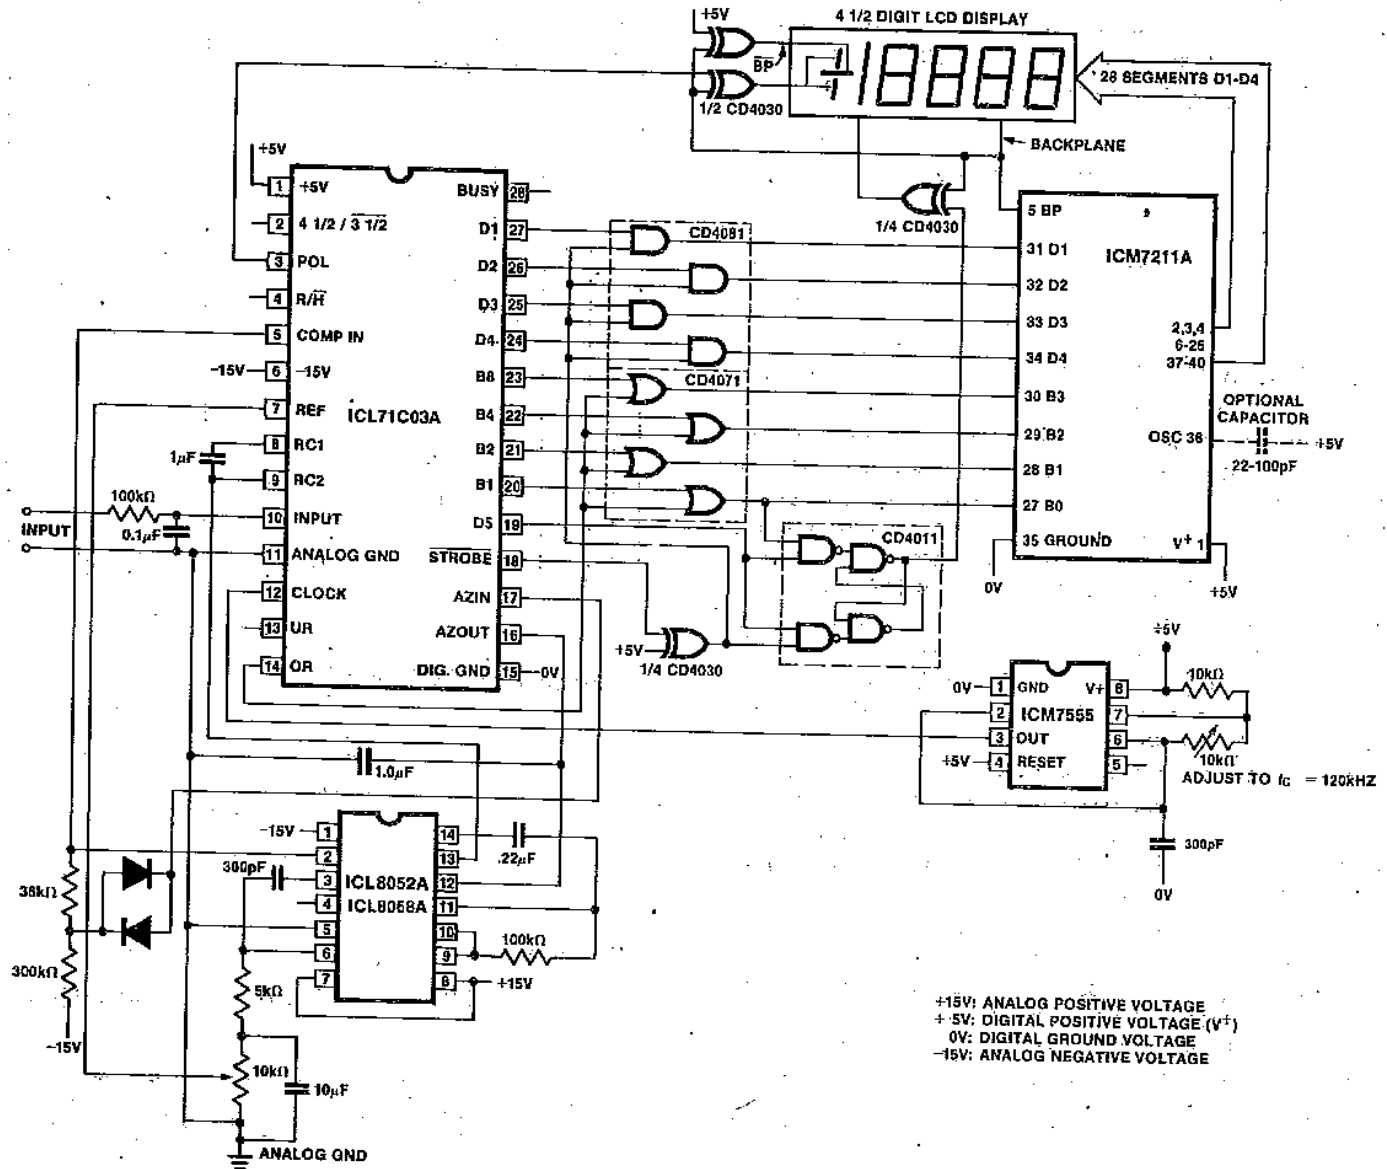 +5V
4 1/2 DIGIT LCD DISPLAY
BP
28 SEGMENTS D1-D4
1/2 CD4030
BACKPLANE
+5V
1 +5V
BUSY 28
2 4 1/2 / 3 1/2
D1 27
3 POL
D2 26
4 R/H
D3 25
5 COMP IN
D4 24
-15V 6 -15V
B8 23
7 REF
B4 22
ICL71C03A
8 RC1
B2 21
1μF
9 RC2
B1 20
100kΩ
10 INPUT
D5 19
INPUT
0.1μF
11 ANALOG GND
STROBE 18
12 CLOCK
AZIN 17
13 UR
AZOUT 16
14 OR
DIG. GND 15 0V
CD4081
CD4071
1/4 CD4030
CD4011
+5V
1/4 CD4030
5 BP
31 D1
ICM7211A
32 D2
33 D3
2,3,4
6-26
34 D4
37-40
30 B3
OPTIONAL
CAPACITOR
29 B2
OSC 36
+5V
22-100pF
28 B1
27 B0
35 GROUND
V+ 1
0V
+5V
+5V
0V 1 GND
V+ 8
10kΩ
2
ICM7555
7
3 OUT
6
+5V 4 RESET
5
10kΩ
ADJUST TO fC = 120kHZ
300pF
0V
1.0μF
-15V 1
14
.22μF
2
13
300pF
3
ICL8052A
12
4
ICL8068A
11
5
10
6
9
100kΩ
7
8 +15V
36kΩ
300kΩ
-15V
5kΩ
10kΩ
10μF
ANALOG GND
+15V: ANALOG POSITIVE VOLTAGE
+5V: DIGITAL POSITIVE VOLTAGE (V+)
0V: DIGITAL GROUND VOLTAGE
-15V: ANALOG NEGATIVE VOLTAGE